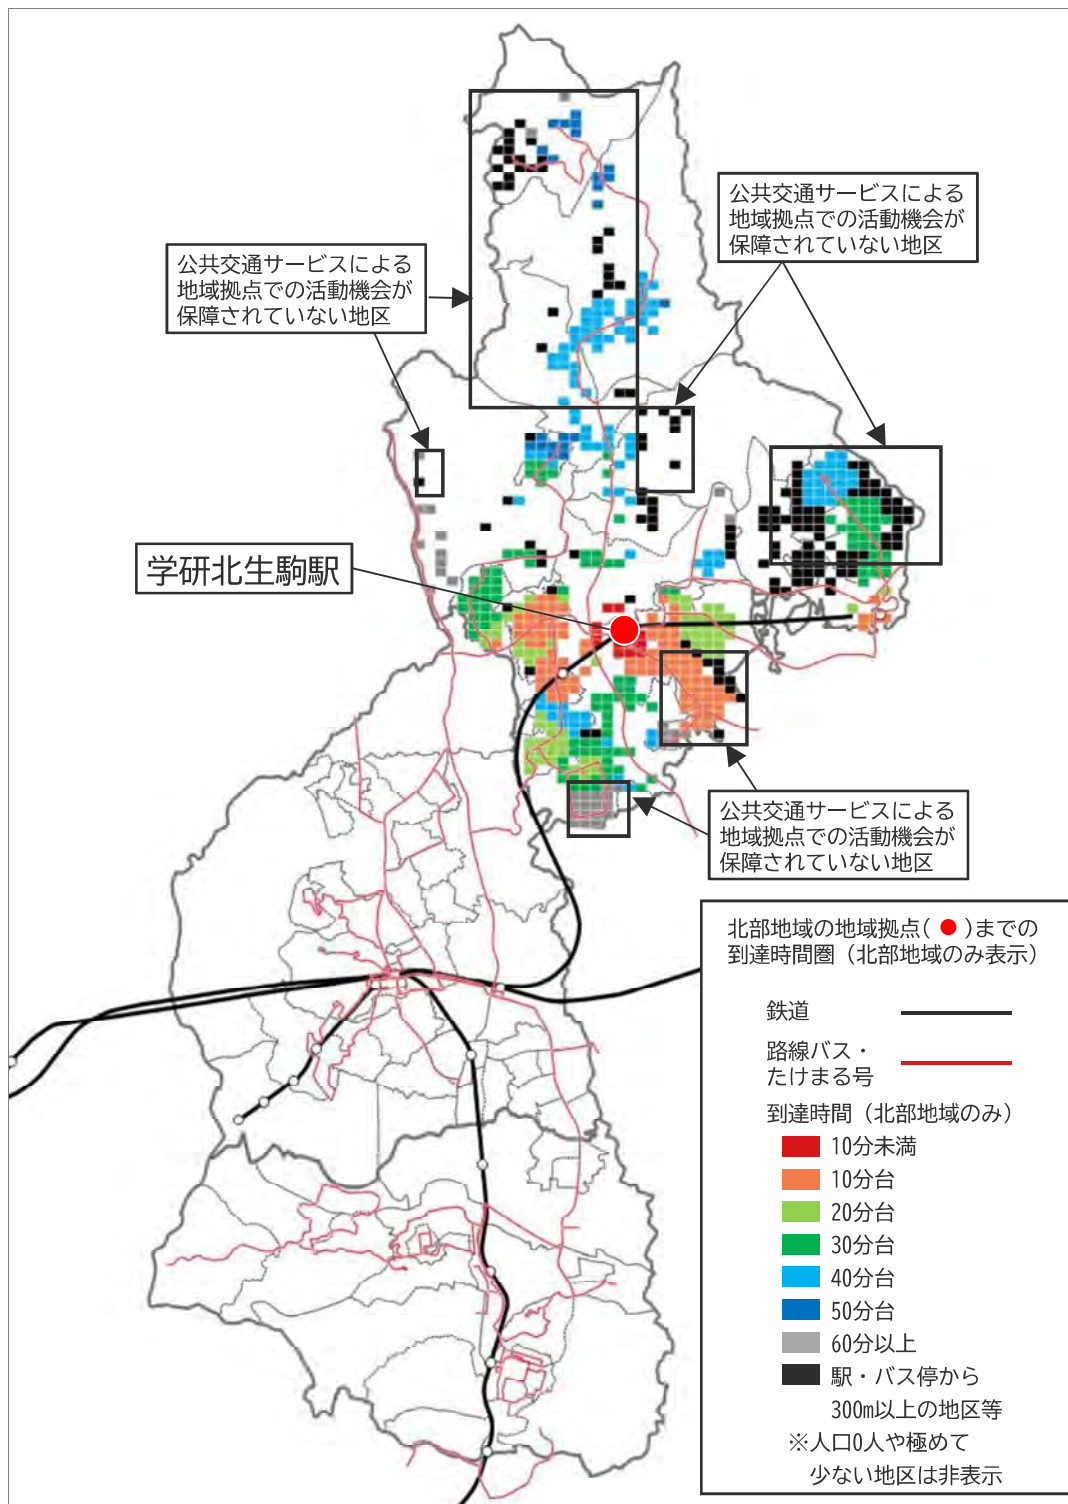 公共交通サービスによる
地域拠点での活動機会が
保障されていない地区
公共交通サービスによる
地域拠点での活動機会が
保障されていない地区
学研北生駒駅
公共交通サービスによる
地域拠点での活動機会が
保障されていない地区
北部地域の地域拠点( ● )までの
到達時間圏（北部地域のみ表示）
鉄道
路線バス・
たけまる号
到達時間（北部地域のみ）
10分未満
10分台
20分台
30分台
40分台
50分台
60分以上
駅・バス停から
300m以上の地区等
※人口0人や極めて
少ない地区は非表示